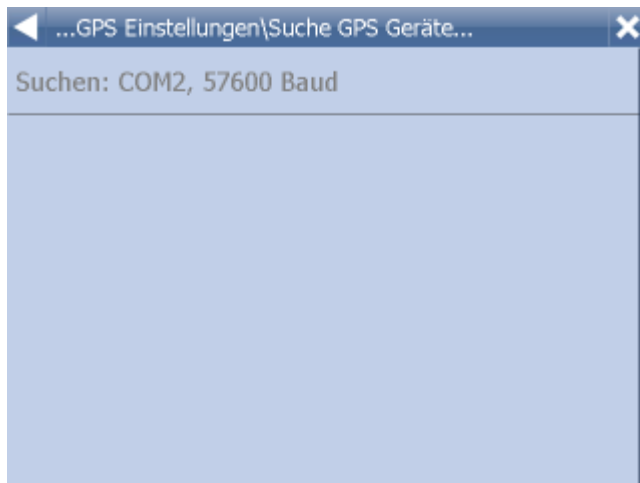 ...GPS Einstellungen\Suche GPS Geräte...
Suchen: COM2, 57600 Baud